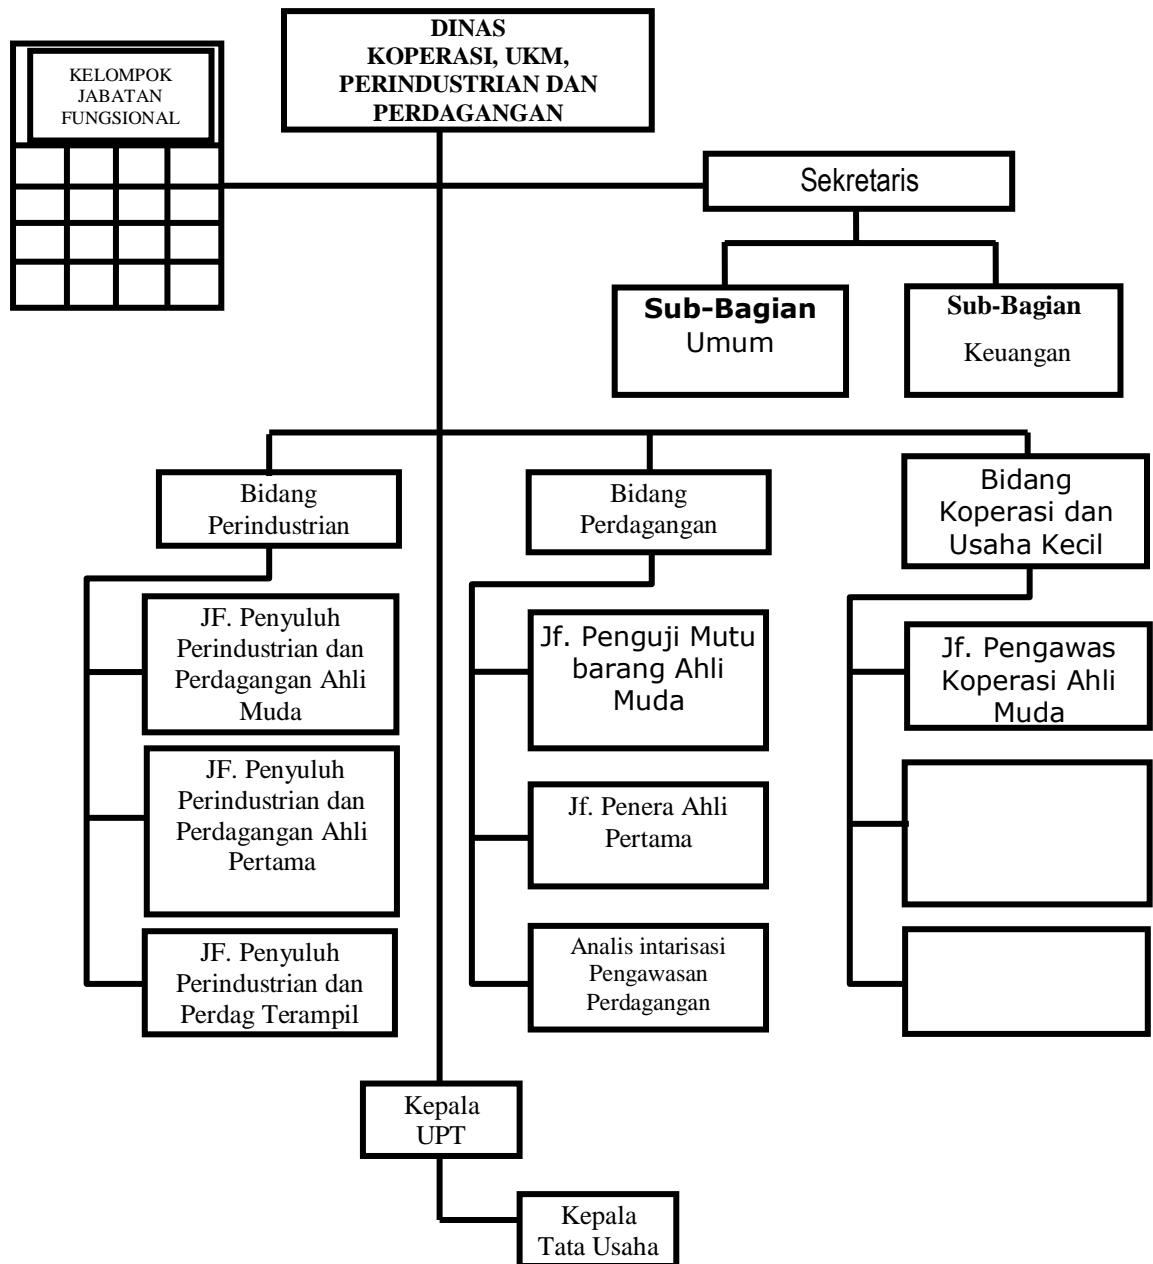 DINAS
KOPERASI, UKM,
PERINDUSTRIAN DAN
PERDAGANGAN
KELOMPOK
JABATAN
FUNGSIONAL
Sekretaris
Sub-Bagian
Umum
Sub-Bagian
Keuangan
Bidang
Perindustrian
Bidang
Perdagangan
Bidang
Koperasi dan
Usaha Kecil
JF. Penyuluh
Perindustrian dan
Perdagangan Ahli
Muda
JF. Penyuluh
Perindustrian dan
Perdagangan Ahli
Pertama
JF. Penyuluh
Perindustrian dan
Perdag Terampil
Jf. Penguji Mutu
barang Ahli
Muda
Jf. Penera Ahli
Pertama
Analis intarisasi
Pengawasan
Perdagangan
Jf. Pengawas
Koperasi Ahli
Muda
Kepala
UPT
Kepala
Tata Usaha